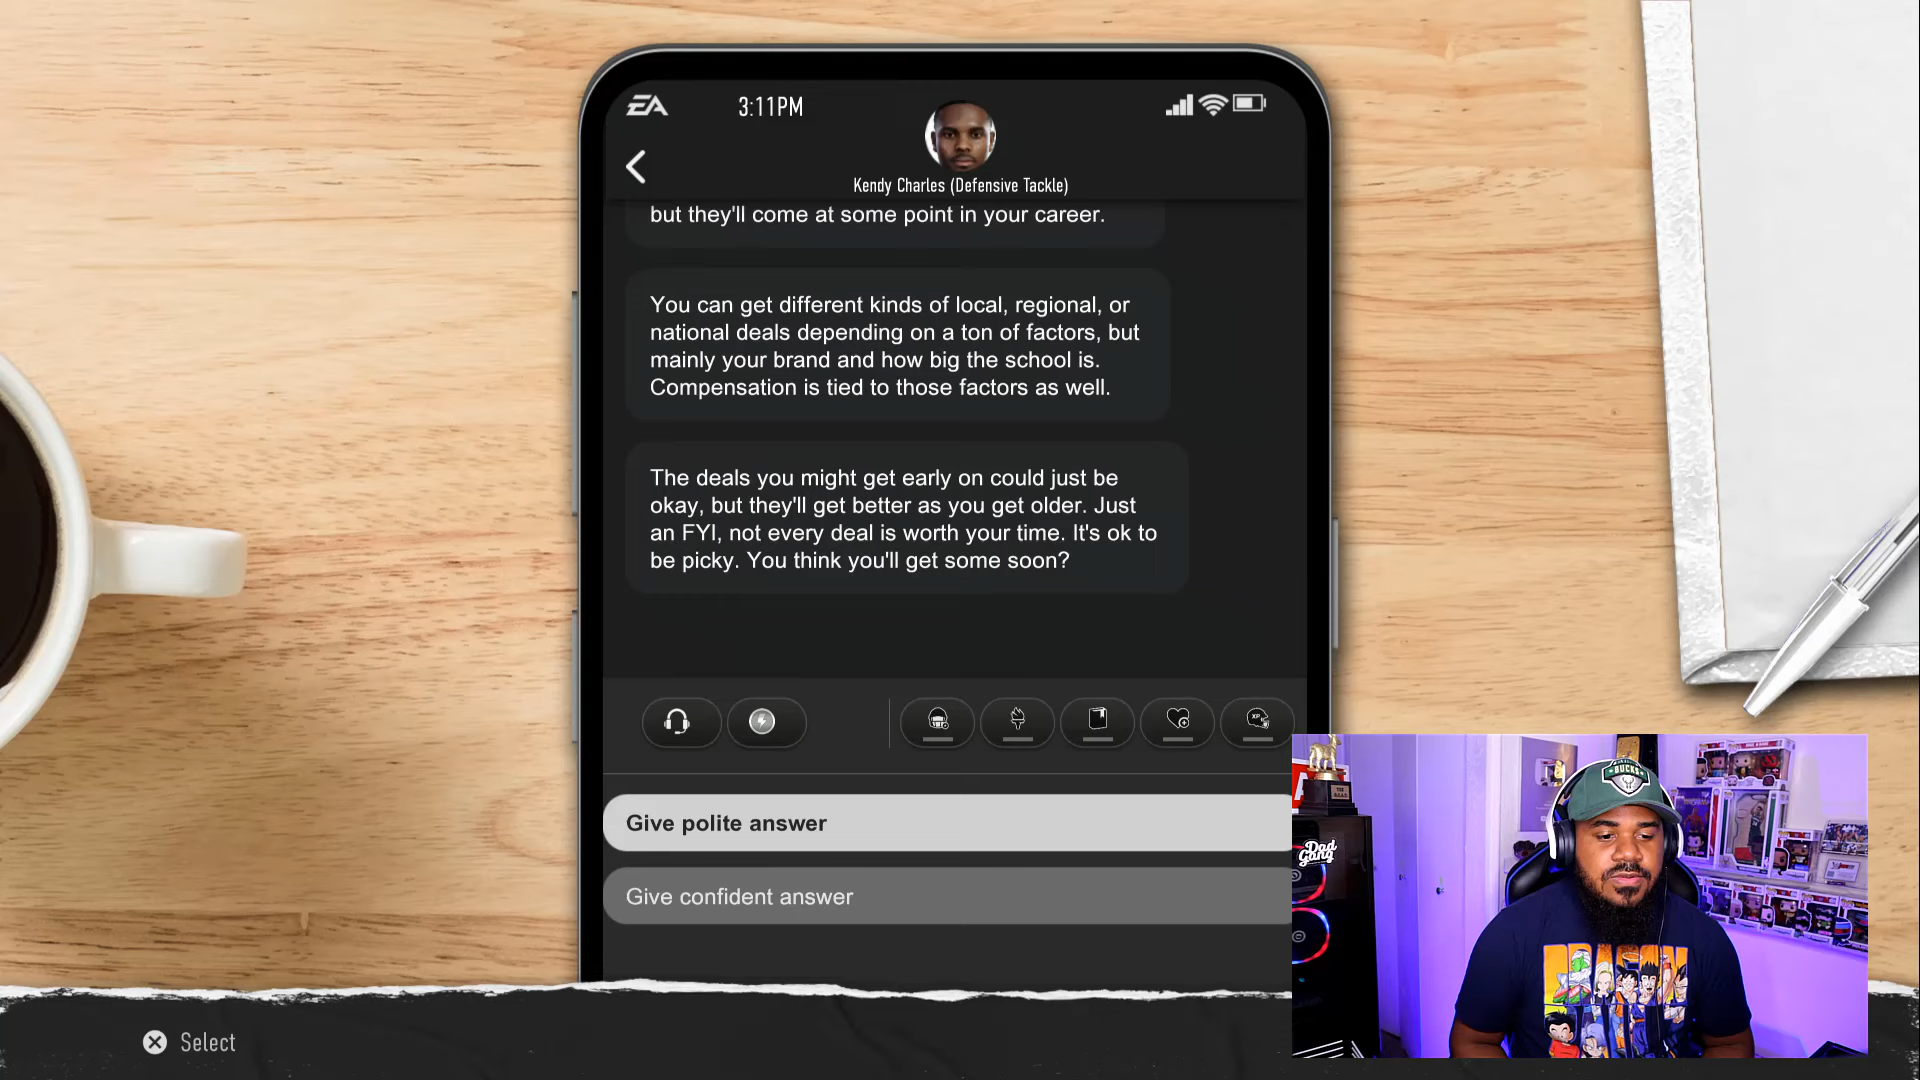 EA
3:11PM
Kendy Charles (Defensive Tackle)
but they'll come at some point in your career.
You can get different kinds of local, regional, or
national deals depending on a ton of factors, but
mainly your brand and how big the school is.
Compensation is tied to those factors as well.
The deals you might get early on could just be
okay, but they'll get better as you get older. Just
an FYI, not every deal is worth your time. It's ok to
be picky. You think you'll get some soon?
XP
Give polite answer
Give confident answer
Select
BUCKS
Dad
Gang